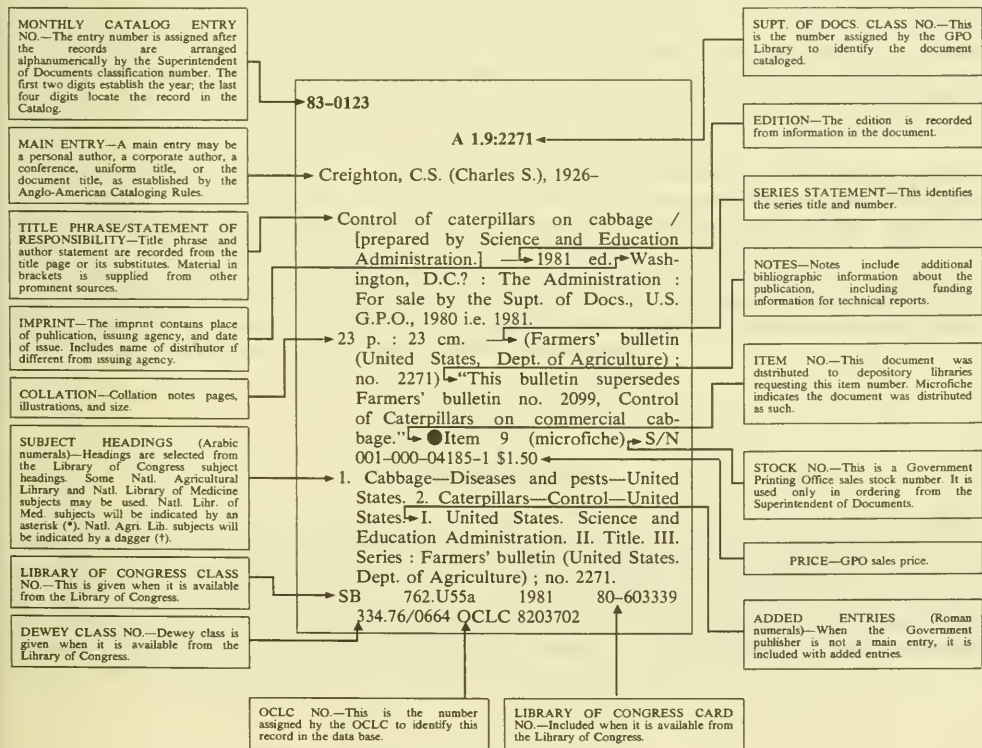 MONTHLY CATALOG ENTRY
NO.—The entry number is assigned after
the records are arranged
alphanumerically by the Superintendent
of Documents classification number. The
first two digits establish the year; the last
four digits locate the record in the
Catalog.
MAIN ENTRY—A main entry may be
a personal author, a corporate author, a
conference, uniform title, or the
document title, as established by the
Anglo-American Cataloging Rules.
TITLE PHRASE/STATEMENT OF
RESPONSIBILITY—Title phrase and
author statement are recorded from the
title page or its substitutes. Material in
brackets is supplied from other
prominent sources.
IMPRINT—The imprint contains place
of publication, issuing agency, and date
of issue. Includes name of distributor if
different from issuing agency.
COLLATION—Collation notes pages,
illustrations, and size.
SUBJECT HEADINGS (Arabic
numerals)—Headings are selected from
the Library of Congress subject
headings. Some Natl. Agricultural
Library and Natl. Library of Medicine
subjects may be used. Natl. Libr. of
Med. subjects will be indicated by an
asterisk (*). Natl. Agri. Lib. subjects will
be indicated by a dagger (†).
LIBRARY OF CONGRESS CLASS
NO.—This is given when it is available
from the Library of Congress.
DEWEY CLASS NO.—Dewey class is
given when it is available from the
Library of Congress.
83-0123
A 1.9:2271
Creighton, C.S. (Charles S.), 1926–
Control of caterpillars on cabbage /
[prepared by Science and Education
Administration.] — 1981 ed. Wash-
ington, D.C.? : The Administration :
For sale by the Supt. of Docs., U.S.
G.P.O., 1980 i.e. 1981.
23 p. : 23 cm. — (Farmers' bulletin
(United States, Dept. of Agriculture) ;
no. 2271) "This bulletin supersedes
Farmers' bulletin no. 2099, Control
of Caterpillars on commercial cab-
bage." ● Item 9 (microfiche) S/N
001-000-04185-1 $1.50
1. Cabbage—Diseases and pests—United
States. 2. Caterpillars—Control—United
States. I. United States. Science and
Education Administration. II. Title. III.
Series : Farmers' bulletin (United States.
Dept. of Agriculture) ; no. 2271.
SB 762.U55a 1981 80-603339
334.76/0664 OCLC 8203702
SUPT. OF DOCS. CLASS NO.—This
is the number assigned by the GPO
Library to identify the document
cataloged.
EDITION—The edition is recorded
from information in the document.
SERIES STATEMENT—This identifies
the series title and number.
NOTES—Notes include additional
bibliographic information about the
publication, including funding
information for technical reports.
ITEM NO.—This document was
distributed to depository libraries
requesting this item number. Microfiche
indicates the document was distributed
as such.
STOCK NO.—This is a Government
Printing Office sales stock number. It is
used only in ordering from the
Superintendent of Documents.
PRICE—GPO sales price.
ADDED ENTRIES (Roman
numerals)—When the Government
publisher is not a main entry, it is
included with added entries.
OCLC NO.—This is the number
assigned by the OCLC to identify this
record in the data base.
LIBRARY OF CONGRESS CARD
NO.—Included when it is available from
the Library of Congress.